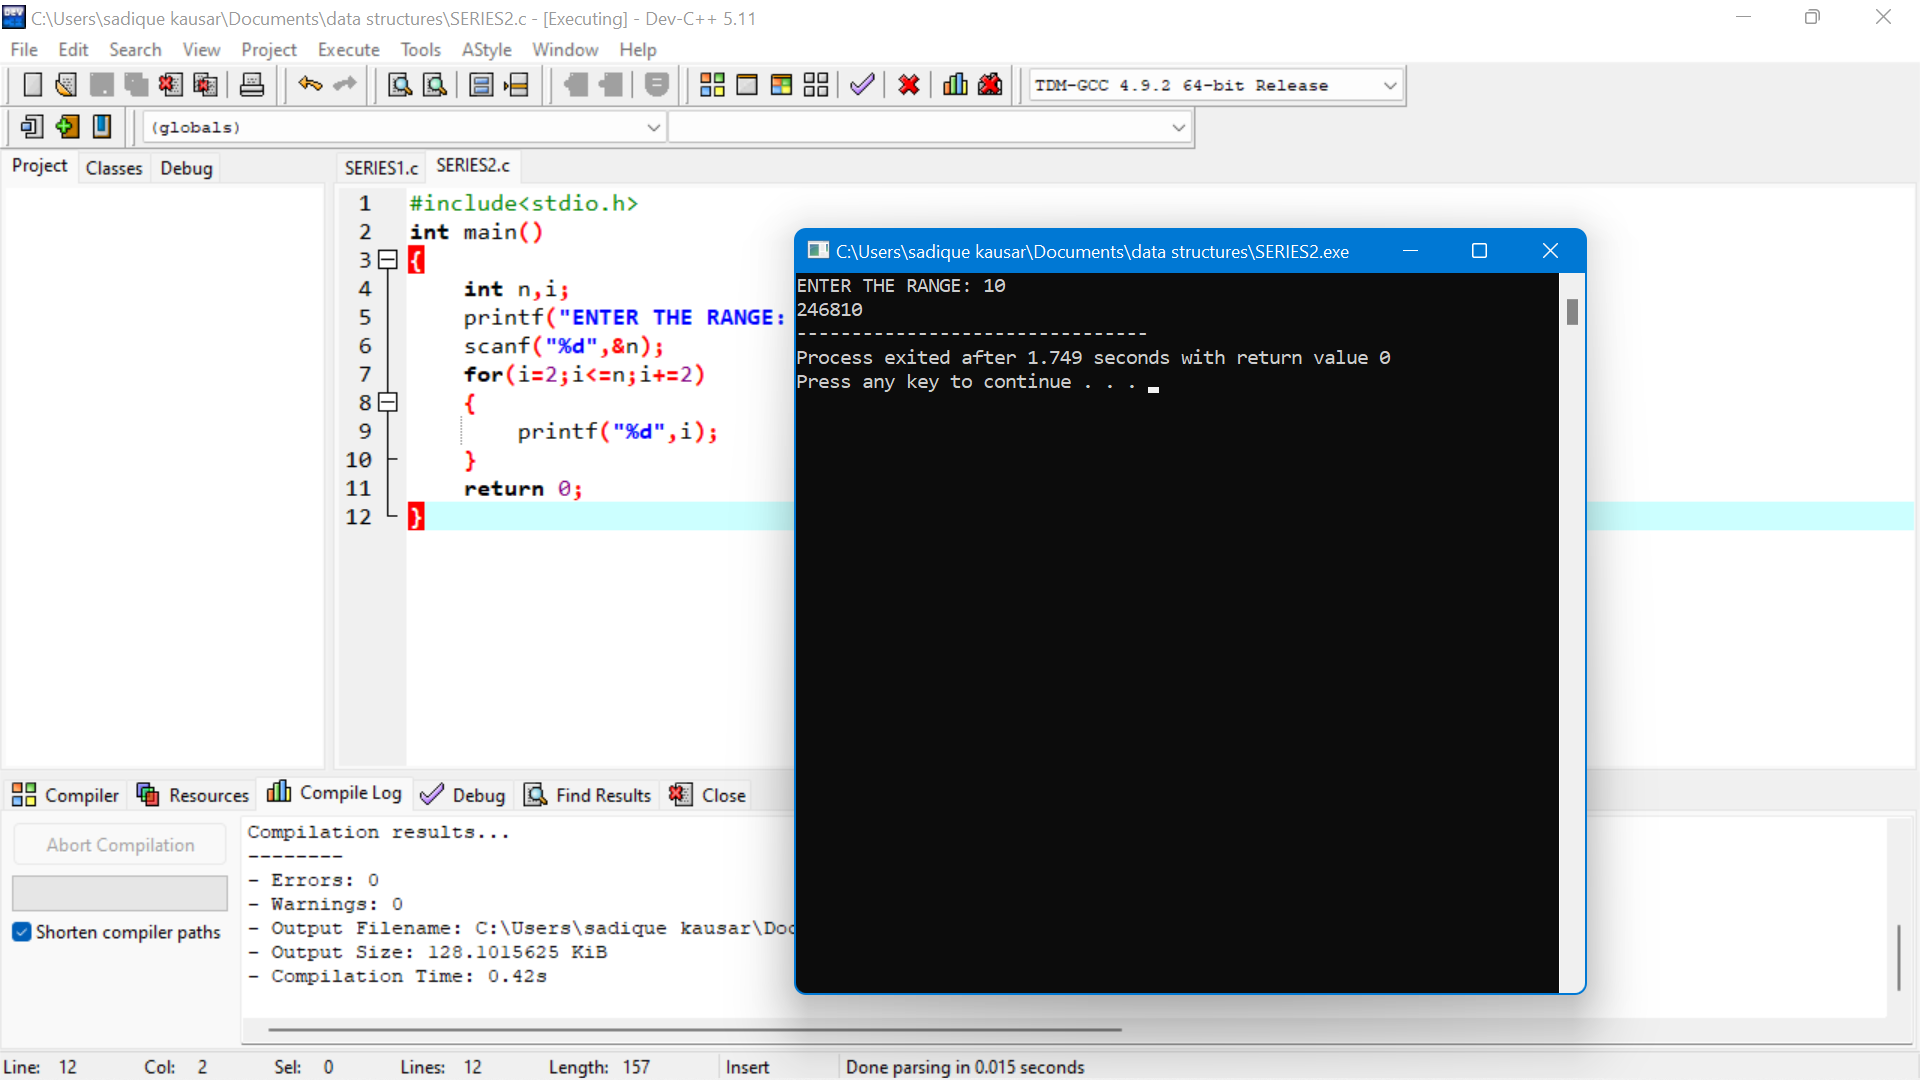 C:\Users\sadique kausar\Documents\data structures\SERIES2.c - [Executing] - Dev-C++ 5.11
File Edit Search View Project Execute Tools AStyle Window Help
TDM-GCC 4.9.2 64-bit Release
(globals)
Project Classes Debug
SERIES1.c SERIES2.c
1 #include<stdio.h>
2 int main()
3 {
4 int n,i;
5 printf("ENTER THE RANGE:
6 scanf("%d",&n);
7 for(i=2;i<=n;i+=2)
8 {
9 printf("%d",i);
10 }
11 return 0;
12 }
C:\Users\sadique kausar\Documents\data structures\SERIES2.exe
ENTER THE RANGE: 10
246810
--------------------------------
Process exited after 1.749 seconds with return value 0
Press any key to continue . . .
Compiler Resources Compile Log Debug Find Results Close
Abort Compilation
Shorten compiler paths
Compilation results...
--------
- Errors: 0
- Warnings: 0
- Output Filename: C:\Users\sadique kausar\Doc
- Output Size: 128.1015625 KiB
- Compilation Time: 0.42s
Line: 12 Col: 2 Sel: 0 Lines: 12 Length: 157 Insert Done parsing in 0.015 seconds